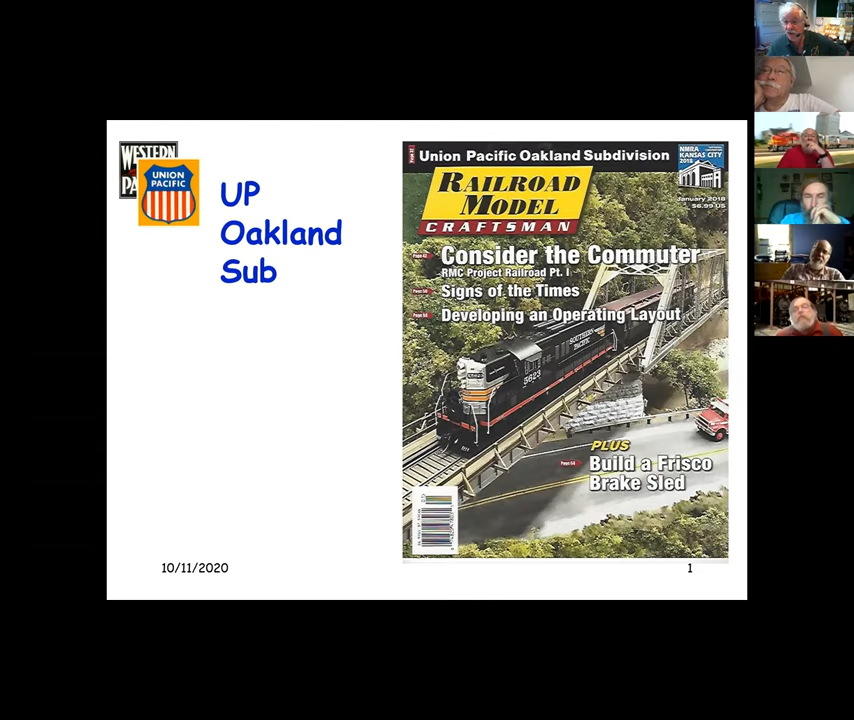 WESTERN
PA
UNION
PACIFIC
UP
Oakland
Sub
10/11/2020
Union Pacific Oakland Subdivision
NMRA
KANSAS CITY
2018
RAILROAD
MODEL
CRAFTSMAN
January 2018
$6.99 US
Consider the Commuter
RMC Project Railroad Pt. I
Signs of the Times
Developing an Operating Layout
SOUTHERN
PACIFIC
5623
PLUS
Build a Frisco
Brake Sled
1